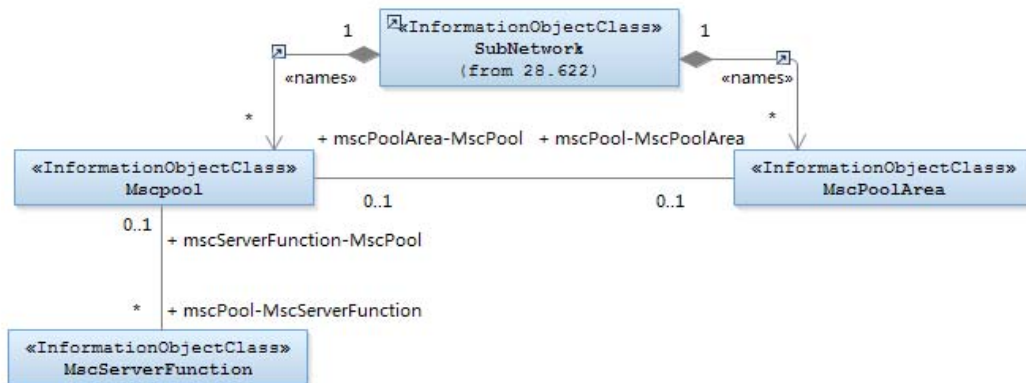 «InformationObjectClass»
SubNetwork
(from 28.622)
1
1
«names»
«names»
*
*
+ mscPoolArea-MscPool
+ mscPool-MscPoolArea
«InformationObjectClass»
Mscpool
«InformationObjectClass»
MscPoolArea
0..1
0..1
0..1
+ mscServerFunction-MscPool
*
+ mscPool-MscServerFunction
«InformationObjectClass»
MscServerFunction